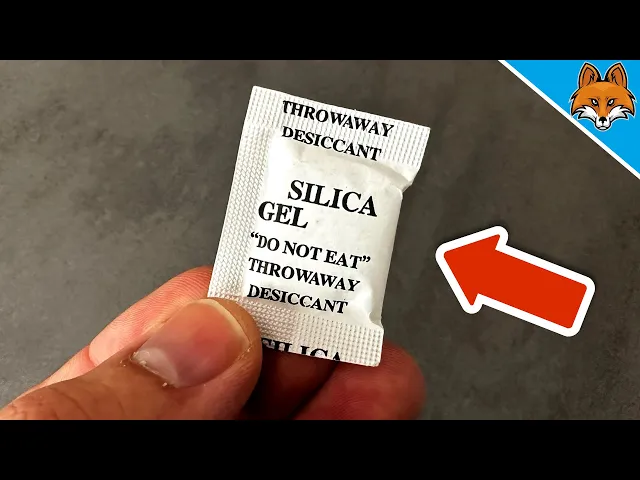 THROWAWAY
DESICCANT
SILICA
GEL
“DO NOT EAT”
THROWAWAY
DESICCANT
SILICA